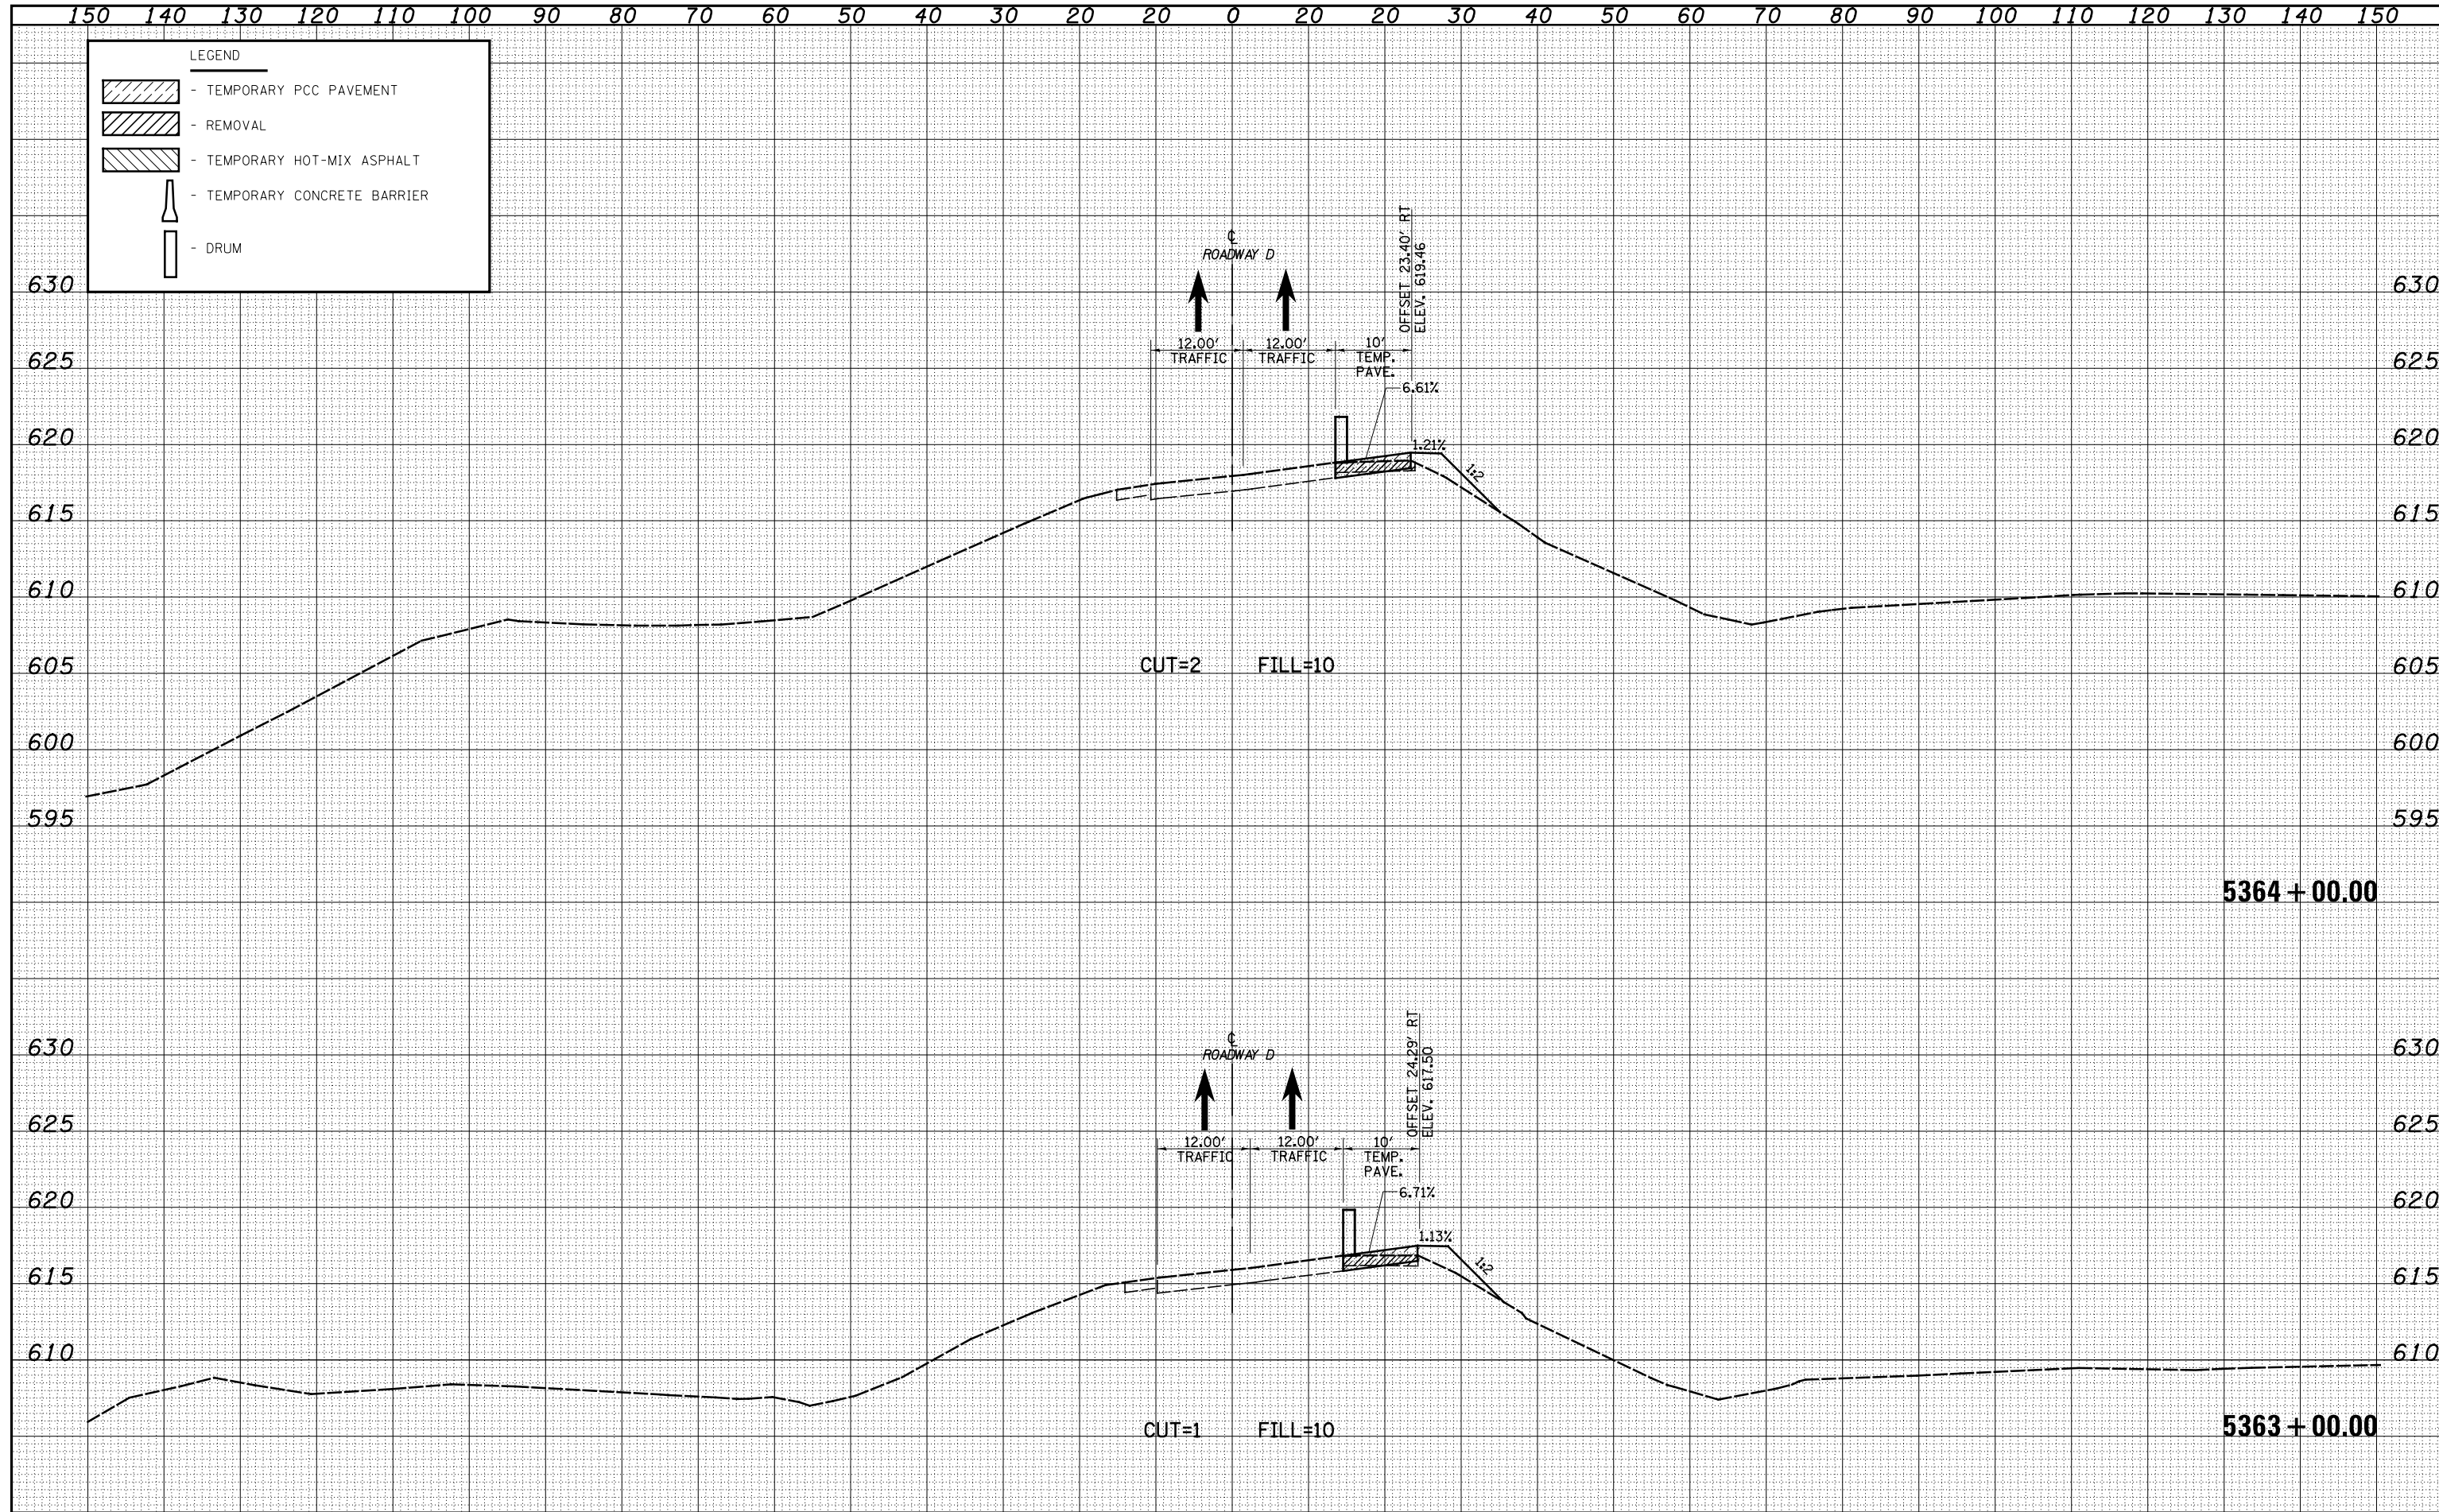 150 140 130 120 110 100 90 80 70 60 50 40 30 20 20 0 20 20 30 40 50 60 70 80 90 100 110 120 130 140 150
LEGEND
- TEMPORARY PCC PAVEMENT
- REMOVAL
- TEMPORARY HOT-MIX ASPHALT
- TEMPORARY CONCRETE BARRIER
- DRUM
℄
ROADWAY D
OFFSET 23.40' RT
ELEV. 619.46
630 630
12.00' 12.00' 10'
TRAFFIC TRAFFIC TEMP.
PAVE.
625 625
6.61%
620 1.21% 620
1:2
615 615
610 610
605 CUT=2 FILL=10 605
600 600
595 595
5364+00.00
℄
ROADWAY D
OFFSET 24.29' RT
ELEV. 617.50
630 630
625 625
12.00' 12.00' 10'
TRAFFIC TRAFFIC TEMP.
PAVE.
6.71%
620 620
1.13%
1:2
615 615
610 610
CUT=1 FILL=10
5363+00.00